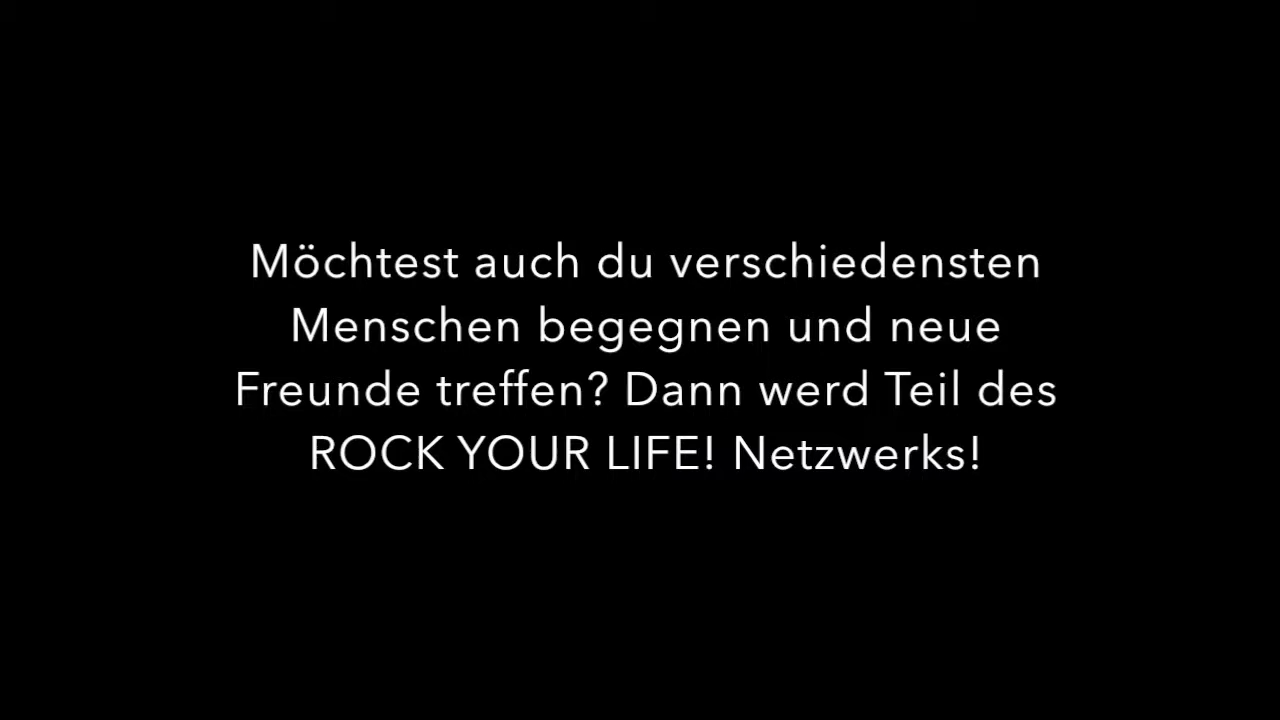 Möchtest auch du verschiedensten
Menschen begegnen und neue
Freunde treffen? Dann werd Teil des
ROCK YOUR LIFE! Netzwerks!